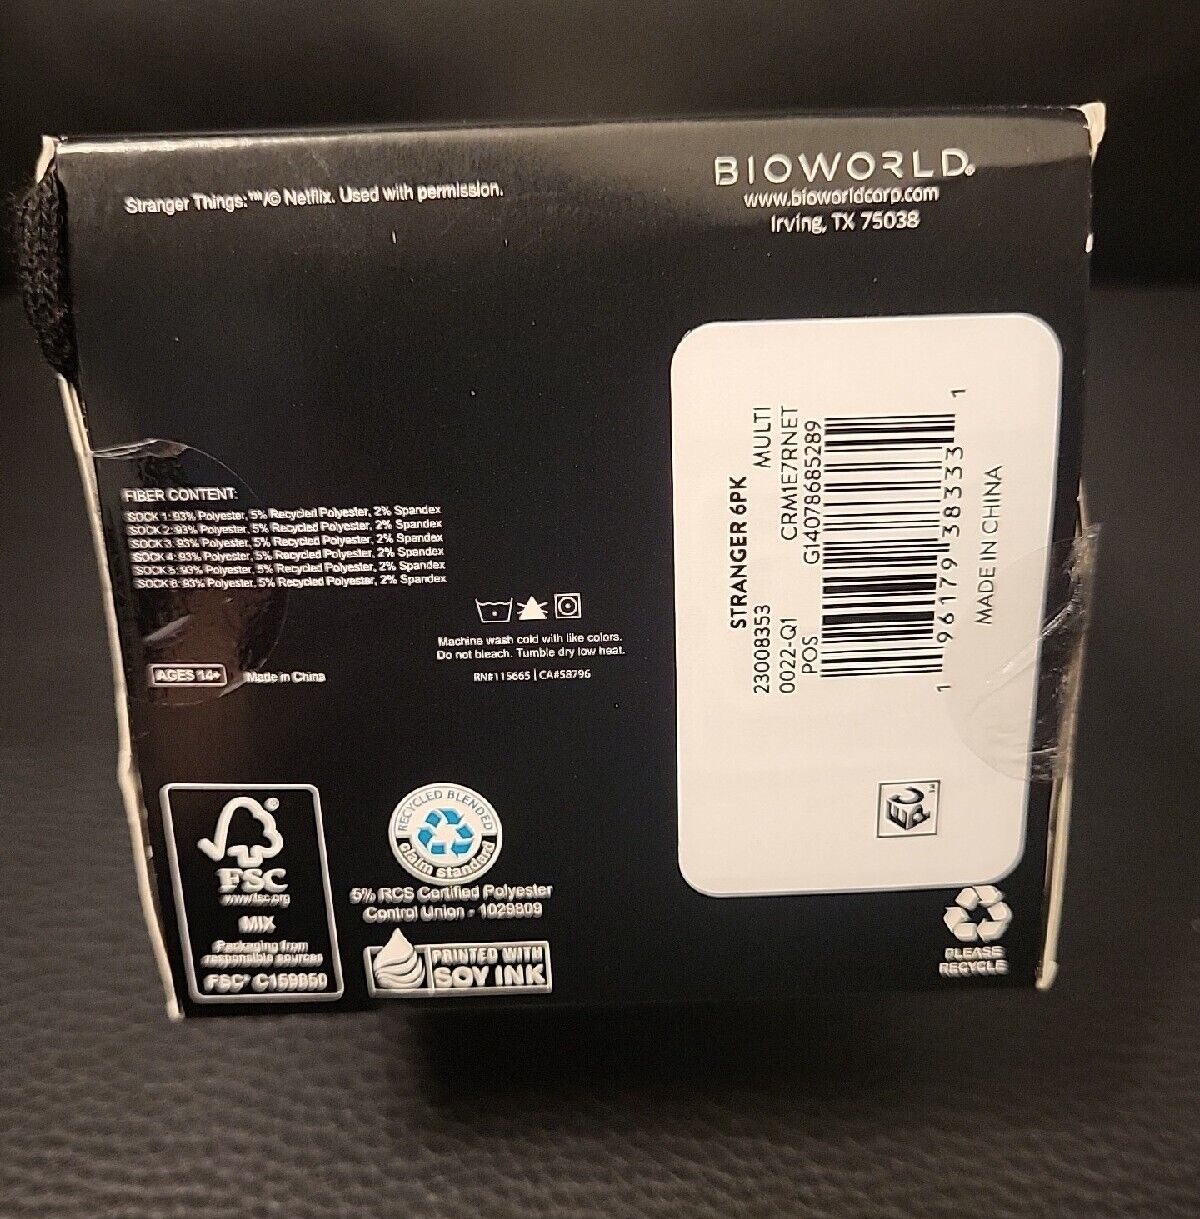 Stranger Things:™/© Netflix. Used with permission.
BIOWORLD®
www.bioworldcorp.com
Irving, TX 75038
FIBER CONTENT:
SOCK 1: 93% Polyester, 5% Recycled Polyester, 2% Spandex
SOCK 2: 93% Polyester, 5% Recycled Polyester, 2% Spandex
SOCK 3: 93% Polyester, 5% Recycled Polyester, 2% Spandex
SOCK 4: 93% Polyester, 5% Recycled Polyester, 2% Spandex
SOCK 5: 93% Polyester, 5% Recycled Polyester, 2% Spandex
SOCK 6: 93% Polyester, 5% Recycled Polyester, 2% Spandex
Machine wash cold with like colors.
Do not bleach. Tumble dry low heat.
RN#115665 | CA#58796
AGES 14+ Made in China
STRANGER 6PK
23008353 MULTI
0022-Q1 CRM1E7RNET
POS G14078685289
1 96179 38333 1
MADE IN CHINA
FSC®
www.fsc.org
MIX
Packaging from
responsible sources
FSC® C159850
RECYCLED BLENDED
claim standard
5% RCS Certified Polyester
Control Union - 1029809
PRINTED WITH
SOY INK
PLEASE
RECYCLE